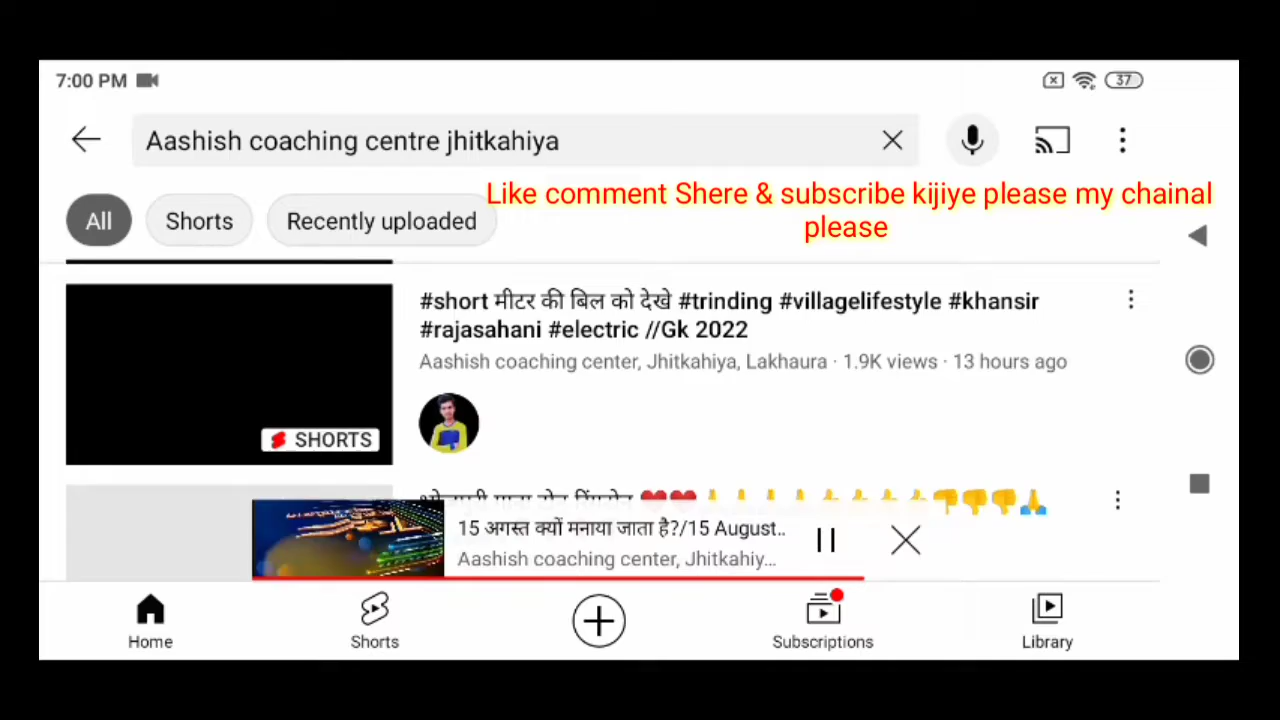 7:00 PM
37
Aashish coaching centre jhitkahiya
Like comment Shere & subscribe kijiye please my chainal
please
All
Shorts
Recently uploaded
#short मीटर की बिल को देखे #trinding #villagelifestyle #khansir
#rajasahani #electric //Gk 2022
Aashish coaching center, Jhitkahiya, Lakhaura · 1.9K views · 13 hours ago
SHORTS
15 अगस्त क्यों मनाया जाता है?/15 August..
Aashish coaching center, Jhitkahiy...
Home
Shorts
Subscriptions
Library